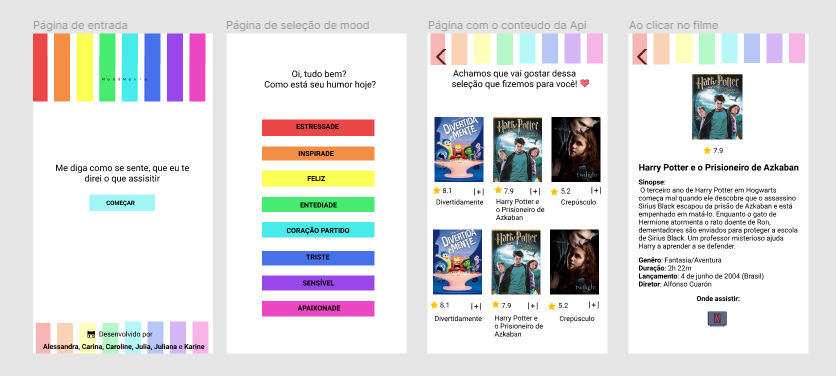 Página de entrada
MoodMovie
Me diga como se sente, que eu te
direi o que assisitir
COMEÇAR
Desenvolvido por
Alessandra, Carina, Caroline, Julia, Juliana e Karine
Página de seleção de mood
Oi, tudo bem?
Como está seu humor hoje?
ESTRESSADE
INSPIRADE
FELIZ
ENTEDIADE
CORAÇÃO PARTIDO
TRISTE
SENSÍVEL
APAIXONADE
Página com o conteudo da Api
Achamos que vai gostar dessa
seleção que fizemos para você! ❤️
DIVERTIDA MENTE
Harry Potter
twilight
8.1 [+]
7.9 [+]
5.2 [+]
Divertidamente
Harry Potter e
o Prisioneiro de
Azkaban
Crepúsculo
DIVERTIDA MENTE
Harry Potter
twilight
8.1 [+]
7.9 [+]
5.2 [+]
Divertidamente
Harry Potter e
o Prisioneiro de
Azkaban
Crepúsculo
Ao clicar no filme
Harry Potter
7.9
Harry Potter e o Prisioneiro de Azkaban
Sinopse:
O terceiro ano de Harry Potter em Hogwarts
começa mal quando ele descobre que o assassino
Sirius Black escapou da prisão de Azkaban e está
empenhado em matá-lo. Enquanto o gato de
Hermione atormenta o rato doente de Ron,
dementadores são enviados para proteger a escola
de Sirius Black. Um professor misterioso ajuda
Harry a aprender a se defender.
Genêro: Fantasia/Aventura
Duração: 2h 22m
Lançamento: 4 de junho de 2004 (Brasil)
Diretor: Alfonso Cuarón
Onde assistir:
N